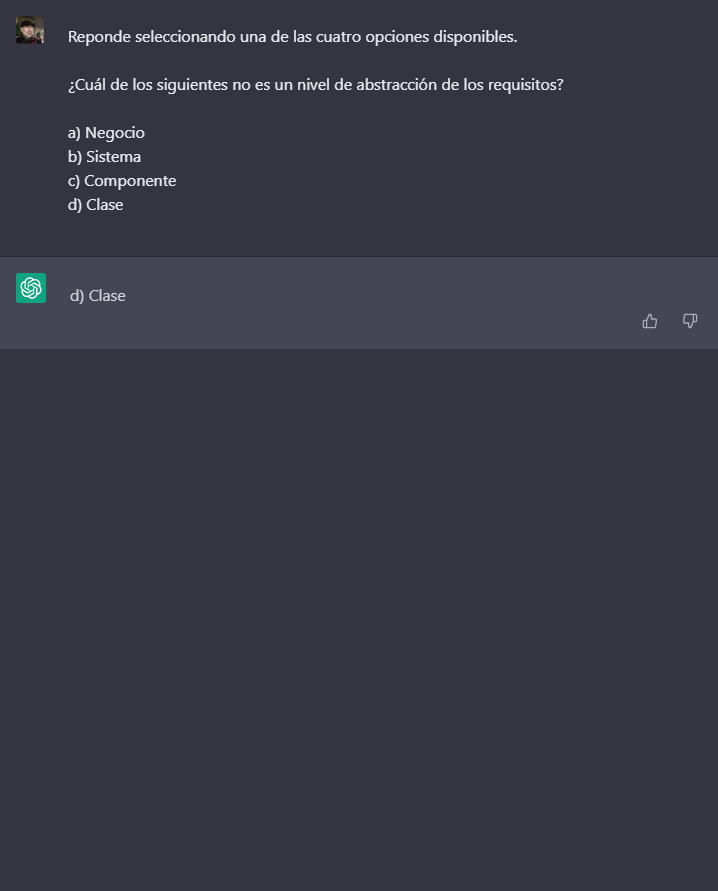 Reponde seleccionando una de las cuatro opciones disponibles.
¿Cuál de los siguientes no es un nivel de abstracción de los requisitos?
a) Negocio
b) Sistema
c) Componente
d) Clase
d) Clase